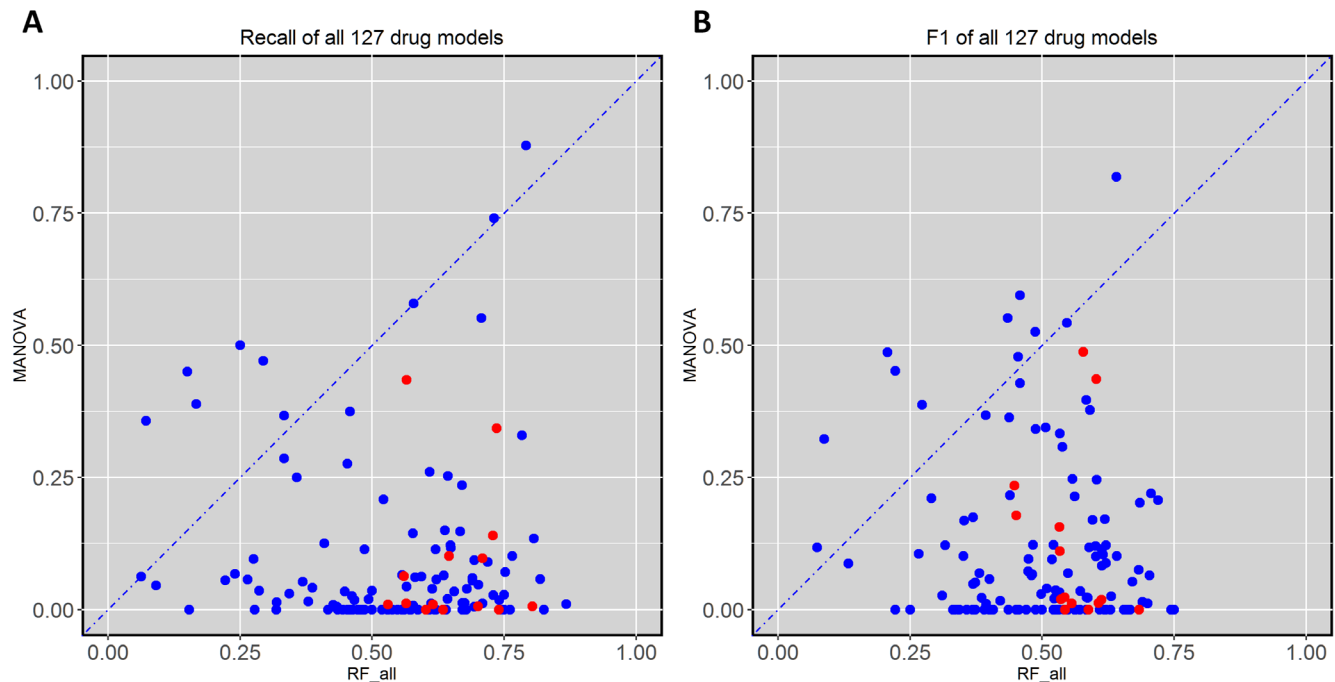 A
Recall of all 127 drug models
MANOVA
1.00
0.75
0.50
0.25
0.00
0.00 0.25 0.50 0.75 1.00
RF_all
B
F1 of all 127 drug models
MANOVA
1.00
0.75
0.50
0.25
0.00
0.00 0.25 0.50 0.75 1.00
RF_all